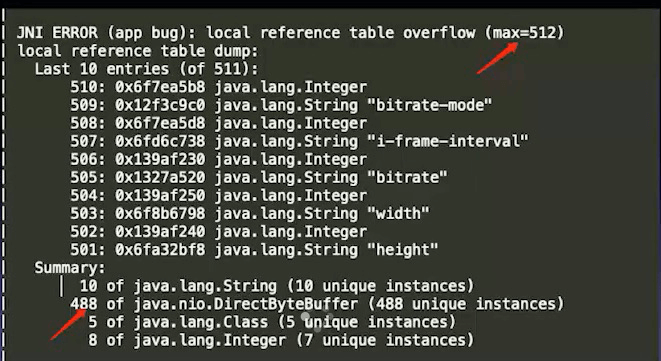 JNI ERROR (app bug): local reference table overflow (max=512)
local reference table dump:
Last 10 entries (of 511):
510: 0x6f7ea5b8 java.lang.Integer
509: 0x12f3c9c0 java.lang.String "bitrate-mode"
508: 0x6f7ea5d8 java.lang.Integer
507: 0x6fd6c738 java.lang.String "i-frame-interval"
506: 0x139af230 java.lang.Integer
505: 0x1327a520 java.lang.String "bitrate"
504: 0x139af250 java.lang.Integer
503: 0x6f8b6798 java.lang.String "width"
502: 0x139af240 java.lang.Integer
501: 0x6fa32bf8 java.lang.String "height"
Summary:
10 of java.lang.String (10 unique instances)
488 of java.nio.DirectByteBuffer (488 unique instances)
5 of java.lang.Class (5 unique instances)
8 of java.lang.Integer (7 unique instances)